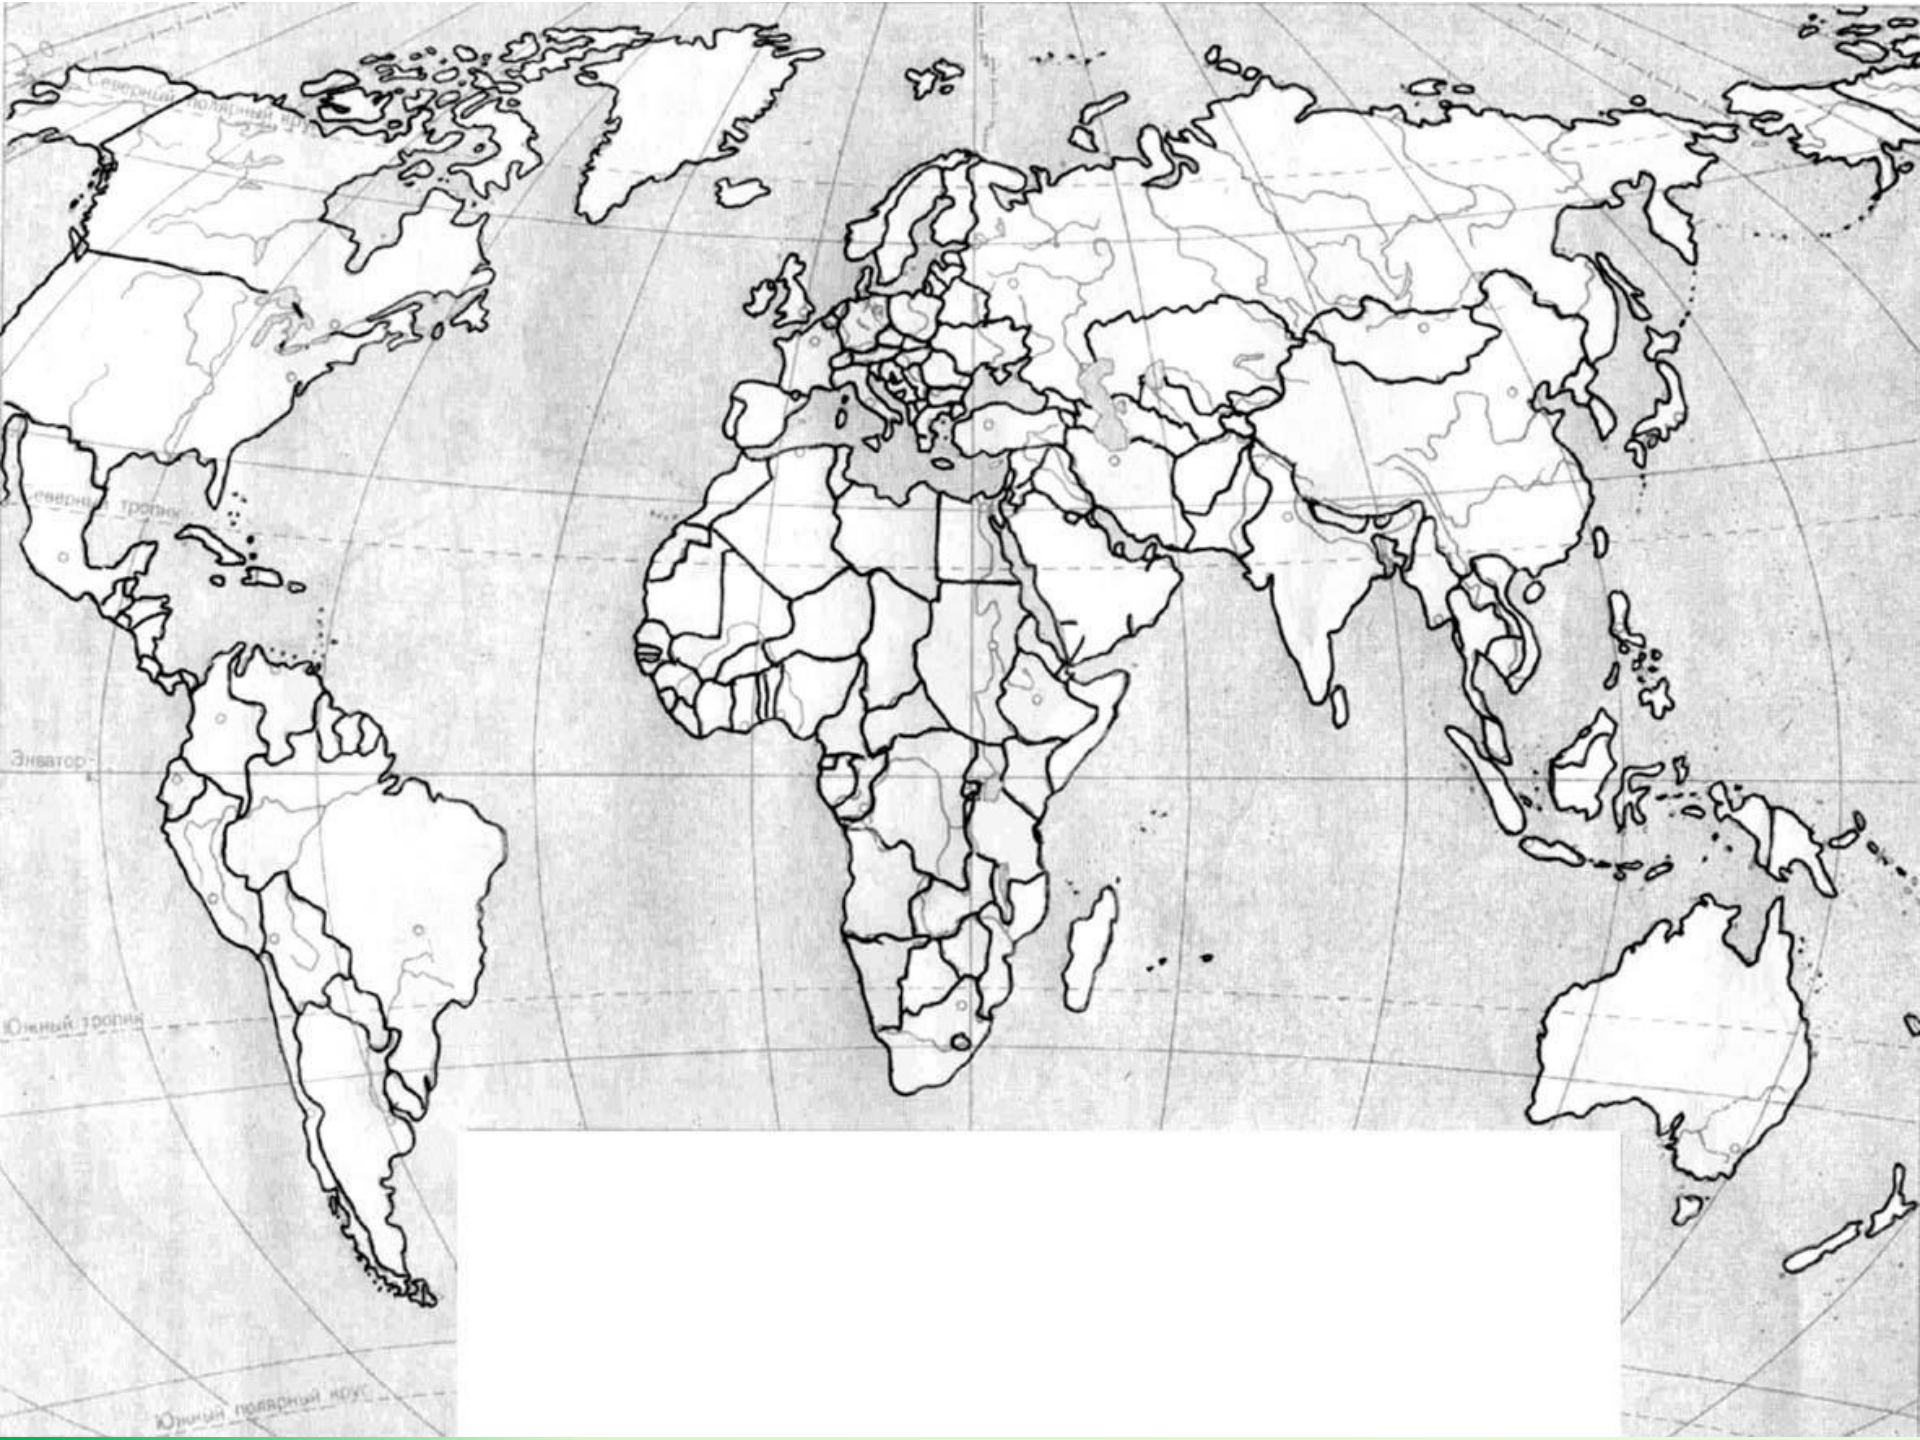 Северный полярный круг
Северный тропик
Экватор
Южный тропик
Южный полярный круг